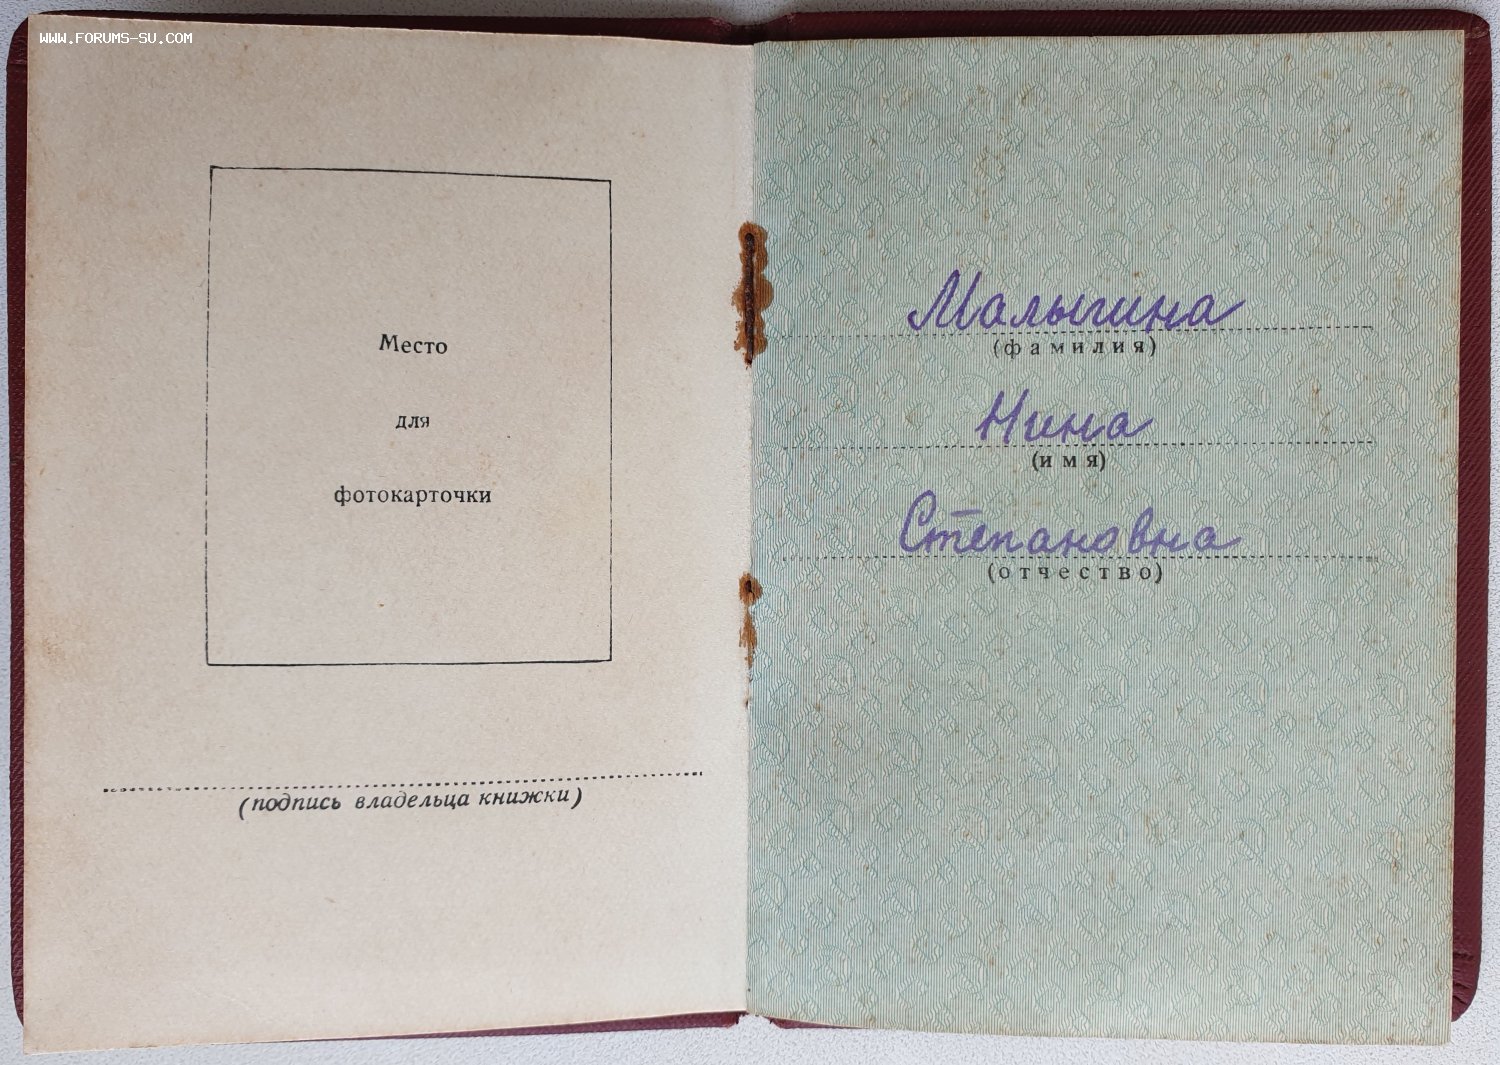 WWW.FORUMS-SU.COM
Место
для
фотокарточки
(подпись владельца книжки)
Малыгина
(фамилия)
Нина
(имя)
Степановна
(отчество)